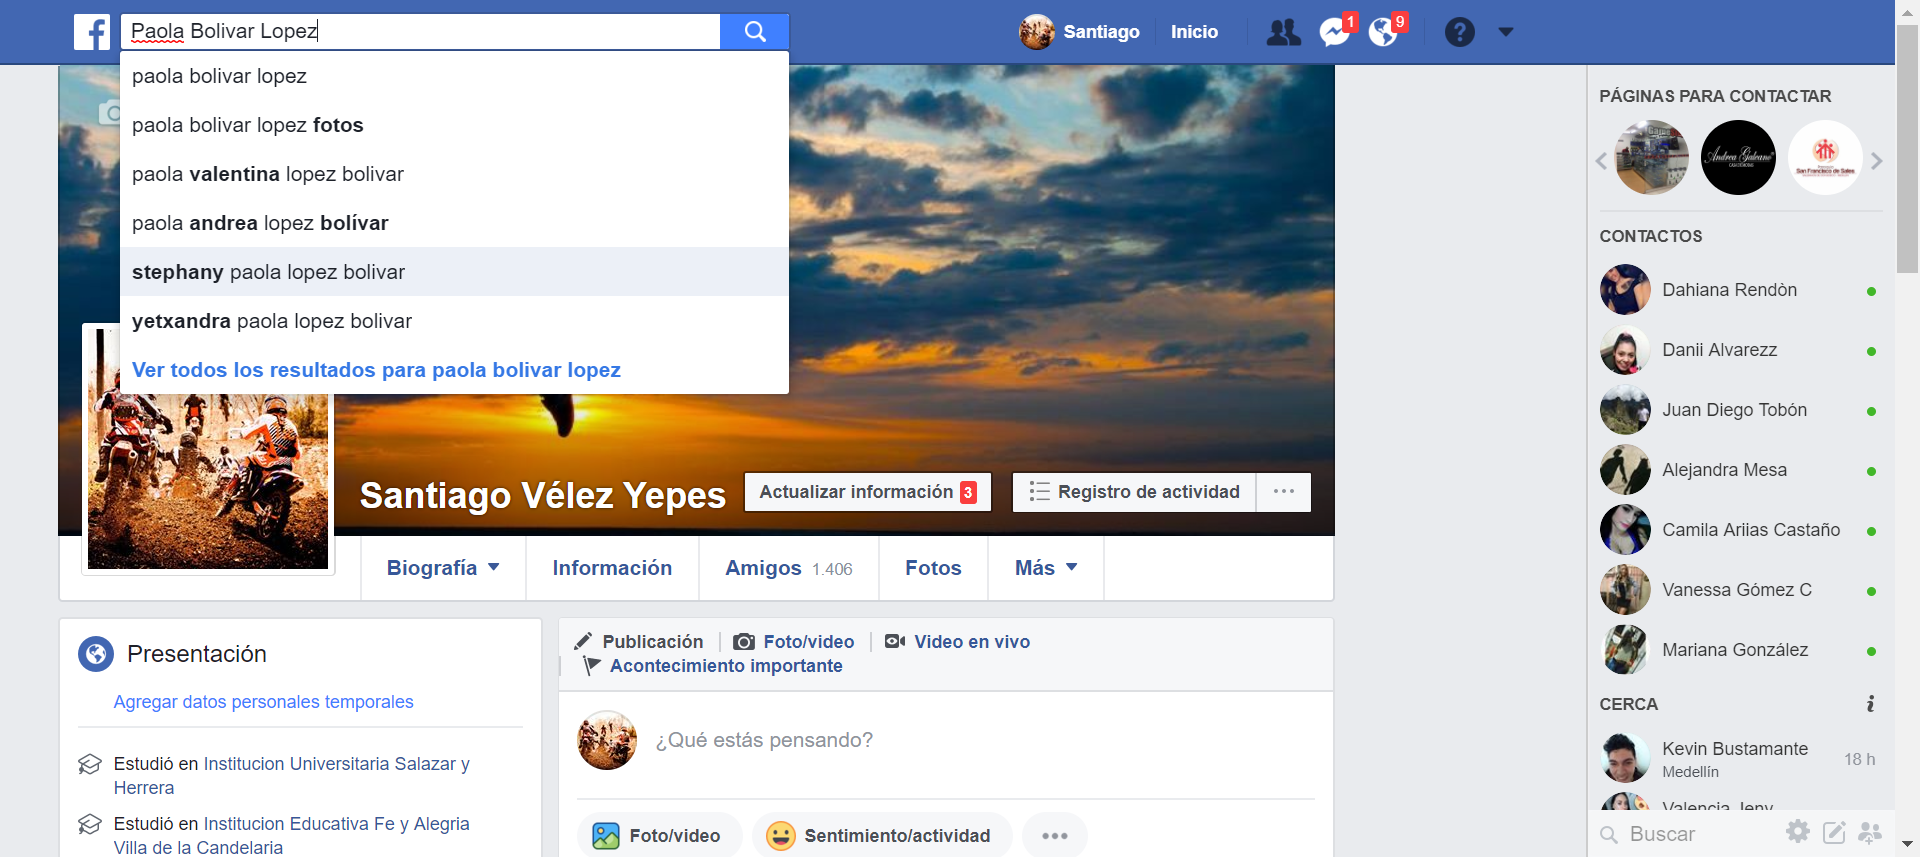 Paola Bolivar Lopez
Santiago
Inicio
1
9
?
paola bolivar lopez
paola bolivar lopez fotos
paola valentina lopez bolivar
paola andrea lopez bolívar
stephany paola lopez bolivar
yetxandra paola lopez bolivar
Ver todos los resultados para paola bolivar lopez
Santiago Vélez Yepes
Actualizar información 3
Registro de actividad
Biografía
Información
Amigos 1.406
Fotos
Más
Presentación
Agregar datos personales temporales
Estudió en Institucion Universitaria Salazar y
Herrera
Estudió en Institucion Educativa Fe y Alegria
Villa de la Candelaria
Publicación
Foto/video
Video en vivo
Acontecimiento importante
¿Qué estás pensando?
Foto/video
Sentimiento/actividad
PÁGINAS PARA CONTACTAR
Andrea Galeano
San Francisco de Sales
CONTACTOS
Dahiana Rendòn
Danii Alvarezz
Juan Diego Tobón
Alejandra Mesa
Camila Ariias Castaño
Vanessa Gómez C
Mariana González
CERCA
Kevin Bustamante
Medellín
18 h
Valencia Jeny
Buscar